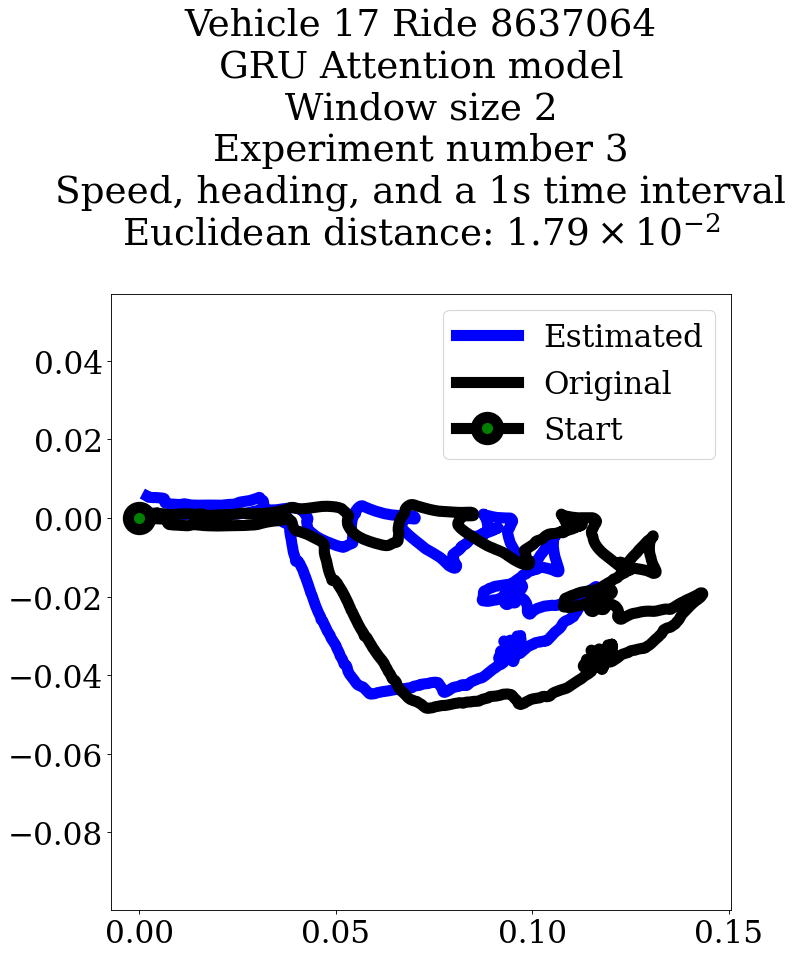 Vehicle 17 Ride 8637064
GRU Attention model
Window size 2
Experiment number 3
Speed, heading, and a 1s time interval
Euclidean distance: 1.79 × 10⁻²
Estimated
Original
Start
0.04
0.02
0.00
−0.02
−0.04
−0.06
−0.08
0.00 0.05 0.10 0.15